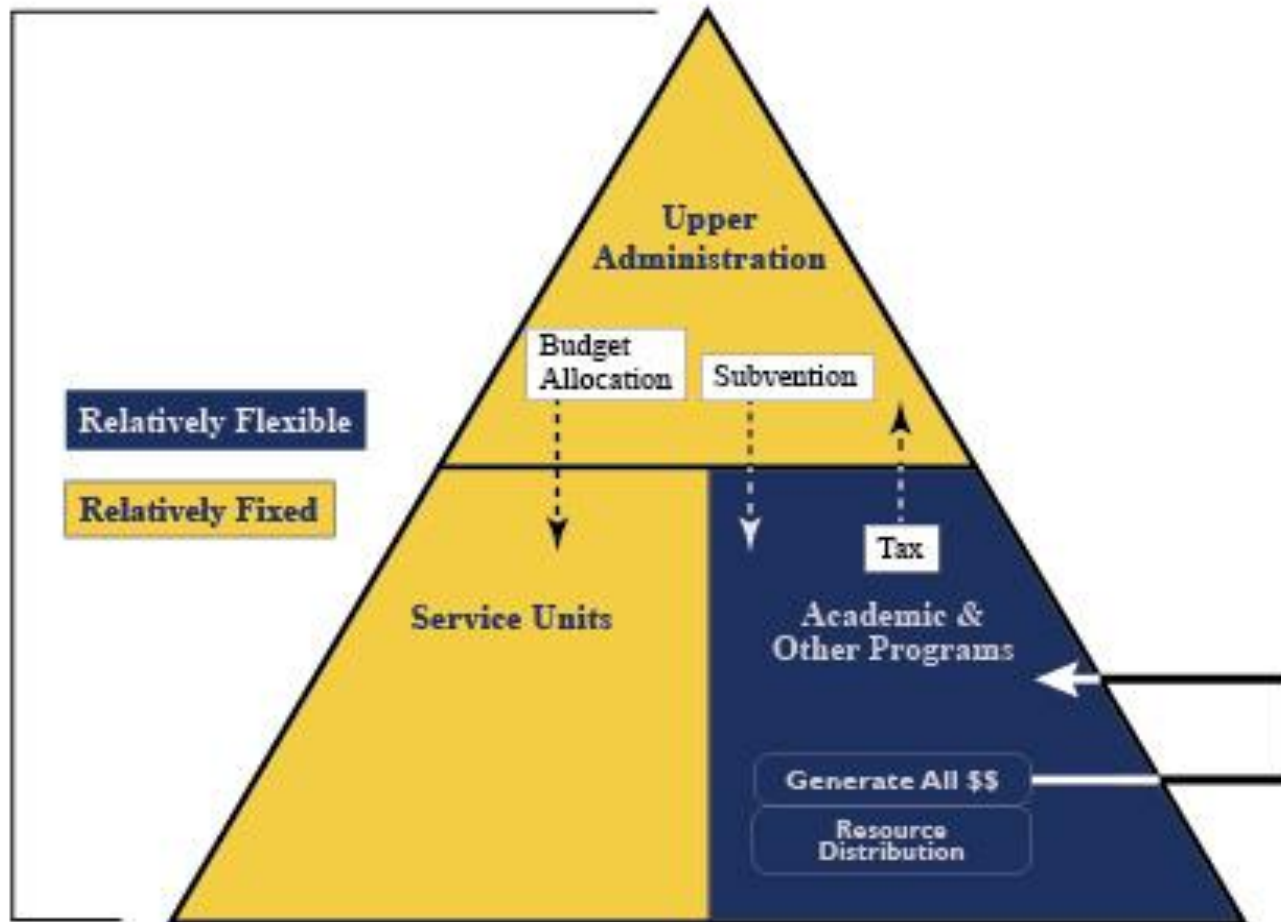 Upper
Administration
Budget
Allocation
Subvention
Relatively Flexible
Relatively Fixed
Tax
Service Units
Academic &
Other Programs
Generate All $$
Resource
Distribution